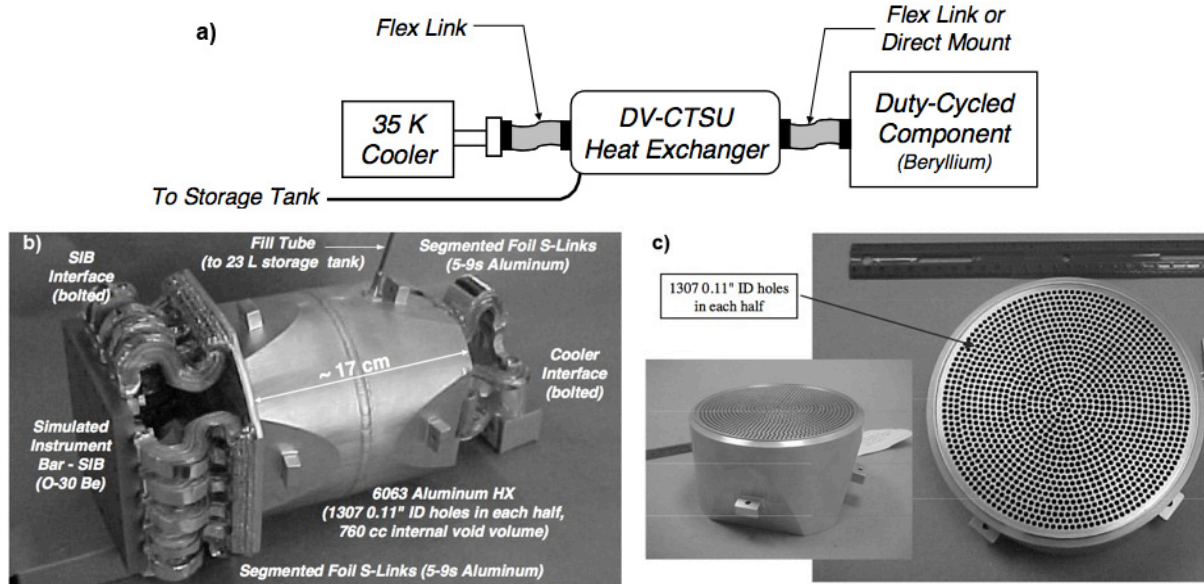 a)
Flex Link
Flex Link or
Direct Mount
35 K
Cooler
DV-CTSU
Heat Exchanger
Duty-Cycled
Component
(Beryllium)
To Storage Tank
b)
SIB
Interface
(bolted)
Fill Tube
(to 23 L storage tank)
Segmented Foil S-Links
(5-9s Aluminum)
~ 17 cm
Cooler
Interface
(bolted)
Simulated
Instrument
Bar - SIB
(O-30 Be)
6063 Aluminum HX
(1307 0.11" ID holes in each half,
760 cc internal void volume)
Segmented Foil S-Links (5-9s Aluminum)
c)
1307 0.11" ID holes
in each half